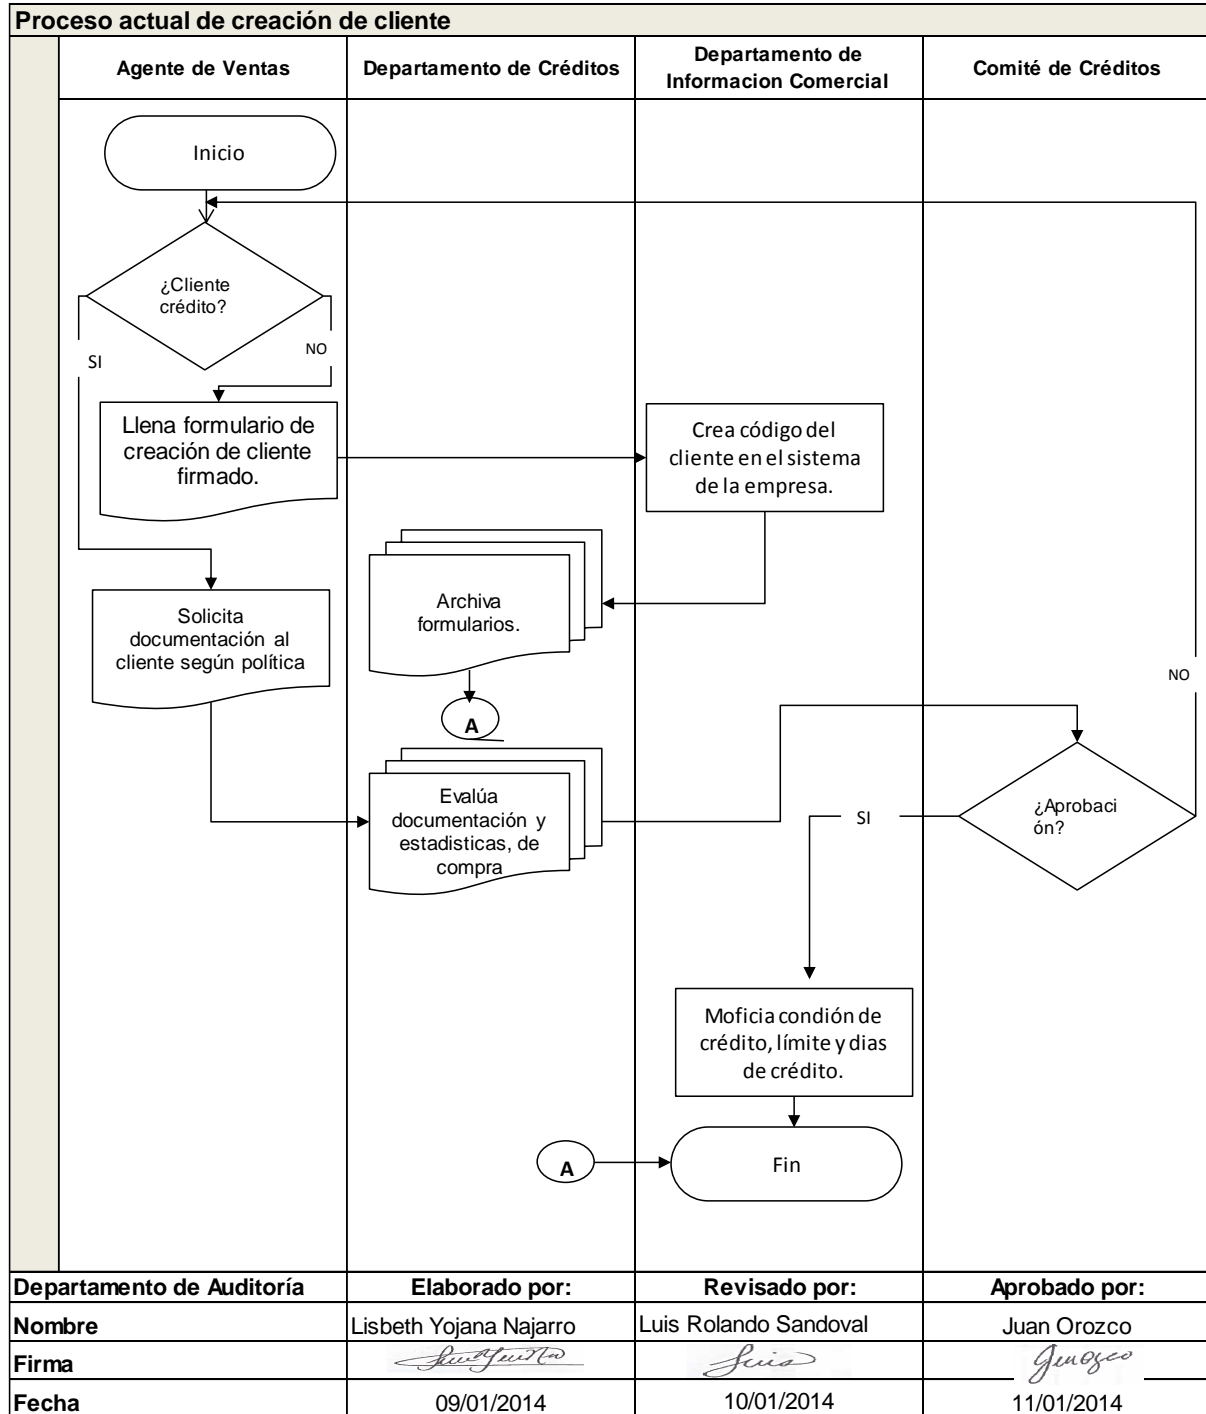 Proceso actual de creación de cliente
Agente de Ventas
Departamento de Créditos
Departamento de
Informacion Comercial
Comité de Créditos
Inicio
¿Cliente
crédito?
SI
NO
Llena formulario de
creación de cliente
firmado.
Crea código del
cliente en el sistema
de la empresa.
Archiva
formularios.
Solicita
documentación al
cliente según política
A
NO
Evalúa
documentación y
estadisticas, de
compra
SI
¿Aprobaci
ón?
Moficia condión de
crédito, límite y dias
de crédito.
A
Fin
Departamento de Auditoría
Elaborado por:
Revisado por:
Aprobado por:
Nombre
Lisbeth Yojana Najarro
Luis Rolando Sandoval
Juan Orozco
Firma
Luis
JOrozco
Fecha
09/01/2014
10/01/2014
11/01/2014